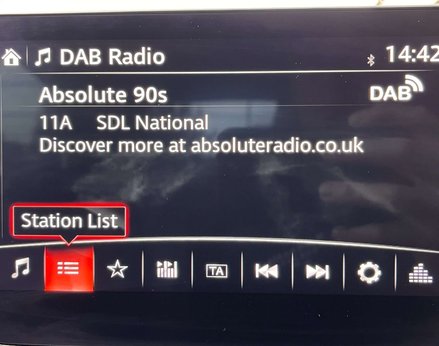 DAB Radio 14:42
Absolute 90s DAB
11A SDL National
Discover more at absoluteradio.co.uk
Station List
TA